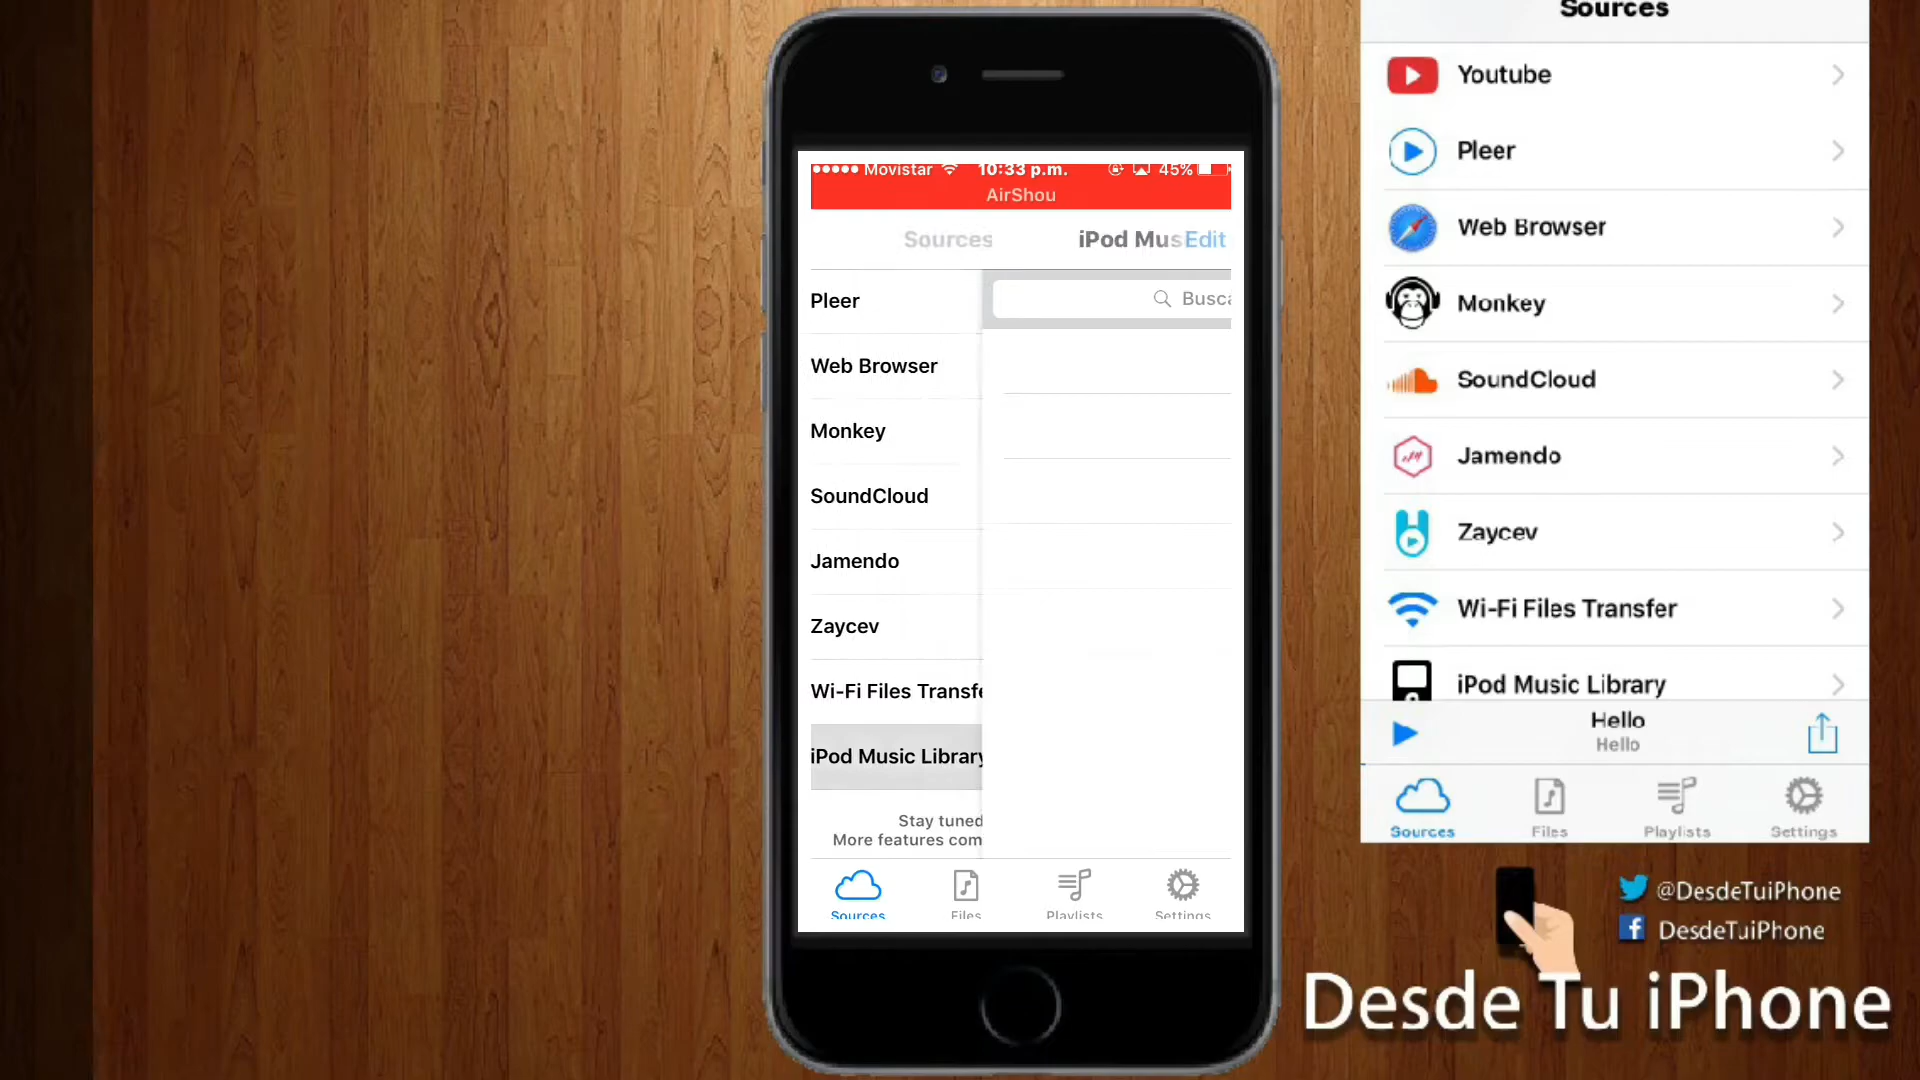 Movistar 10:33 p.m. 45%
AirShou
Sources iPod Mus Edit
Busca
Pleer
Web Browser
Monkey
SoundCloud
Jamendo
Zaycev
Wi-Fi Files Transfe
iPod Music Library
Stay tuned
More features com
Sources Files Playlists Settings
Sources
Youtube
Pleer
Web Browser
Monkey
SoundCloud
Jamendo
Zaycev
Wi-Fi Files Transfer
iPod Music Library
Hello
Hello
Sources Files Playlists Settings
@DesdeTuiPhone
DesdeTuiPhone
Desde Tu iPhone